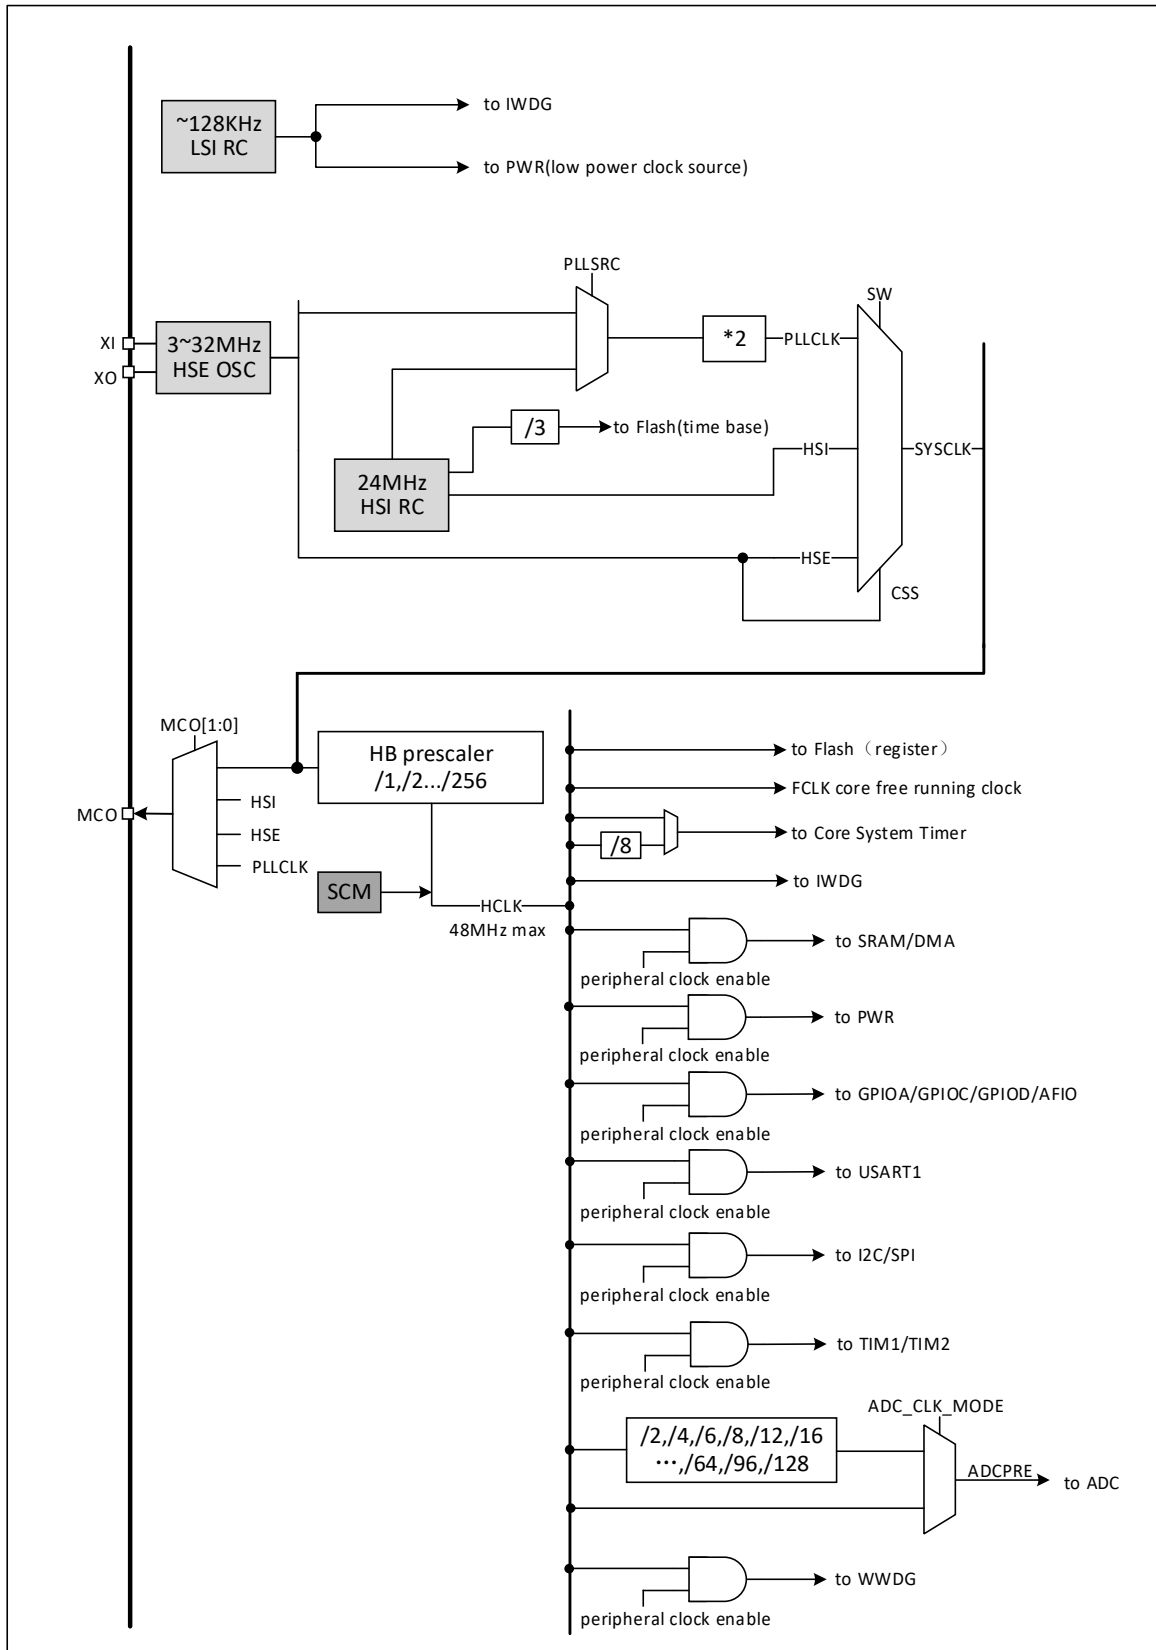 ~128KHz
LSI RC
to IWDG
to PWR(low power clock source)
PLLSRC
SW
XI
XO
3~32MHz
HSE OSC
*2
PLLCLK
/3
to Flash(time base)
24MHz
HSI RC
HSI
SYSCLK
HSE
CSS
MCO[1:0]
MCO
HSI
HSE
PLLCLK
HB prescaler
/1,/2.../256
SCM
HCLK
48MHz max
to Flash（register）
FCLK core free running clock
/8
to Core System Timer
to IWDG
to SRAM/DMA
peripheral clock enable
to PWR
peripheral clock enable
to GPIOA/GPIOC/GPIOD/AFIO
peripheral clock enable
to USART1
peripheral clock enable
to I2C/SPI
peripheral clock enable
to TIM1/TIM2
peripheral clock enable
ADC_CLK_MODE
/2,/4,/6,/8,/12,/16
···,/64,/96,/128
ADCPRE
to ADC
to WWDG
peripheral clock enable